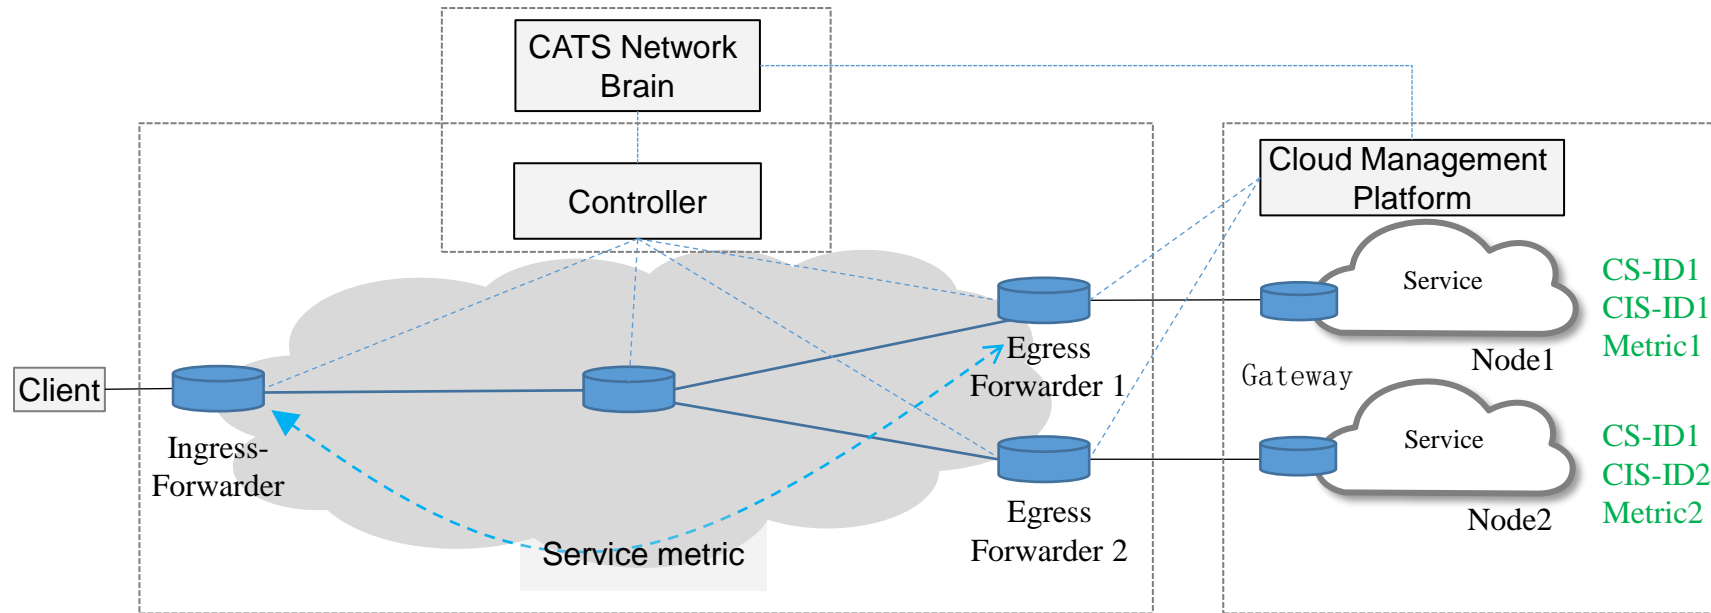 CATS Network
Brain
Controller
Cloud Management
Platform
Service
CS-ID1
CIS-ID1
Metric1
Node1
Egress
Forwarder 1
Gateway
Client
Ingress-
Forwarder
Service
CS-ID1
CIS-ID2
Metric2
Node2
Egress
Forwarder 2
Service metric